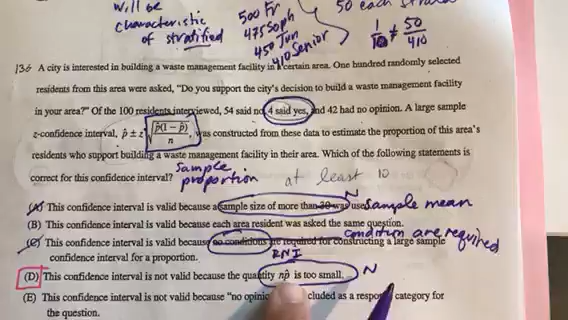 will be
characteristic
of stratified
500 Fr
475 Soph
450 Jun
410 Senior
50 each strata
1/10 ≠ 50/410
136 A city is interested in building a waste management facility in a certain area. One hundred randomly selected
residents from this area were asked, "Do you support the city's decision to build a waste management facility
in your area?" Of the 100 residents interviewed, 54 said no, 4 said yes, and 42 had no opinion. A large sample
z-confidence interval, p̂ ± z √(p̂(1 − p̂)/n), was constructed from these data to estimate the proportion of this area's
residents who support building a waste management facility in their area. Which of the following statements is
correct for this confidence interval?
Sample proportion
at least 10
N
(A) This confidence interval is valid because a sample size of more than 30 was used.
Sample mean
(B) This confidence interval is valid because each area resident was asked the same question.
condition are required
(C) This confidence interval is valid because no conditions are required for constructing a large sample
confidence interval for a proportion.
RNI
(D) This confidence interval is not valid because the quantity np̂ is too small.
N
(E) This confidence interval is not valid because "no opinio cluded as a respo category for
the question.